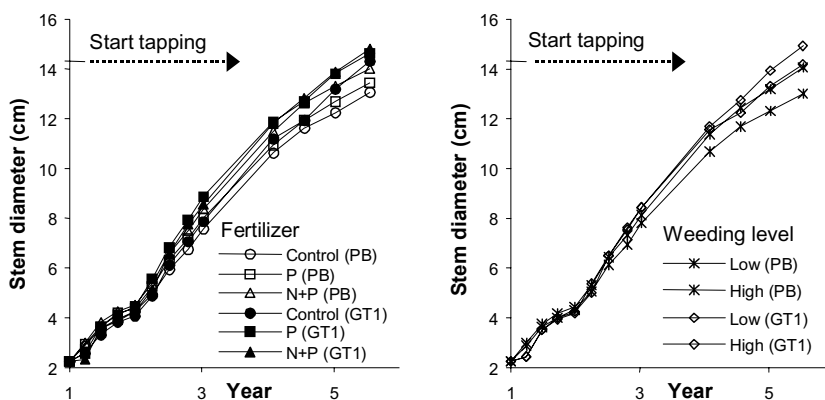 16
14
12
10
8
6
4
2
Stem diameter (cm)
Start tapping
Fertilizer
Control (PB)
P (PB)
N+P (PB)
Control (GT1)
P (GT1)
N+P (GT1)
1
3
5
Year
16
14
12
10
8
6
4
2
Stem diameter (cm)
Start tapping
Weeding level
Low (PB)
High (PB)
Low (GT1)
High (GT1)
1
3
5
Year